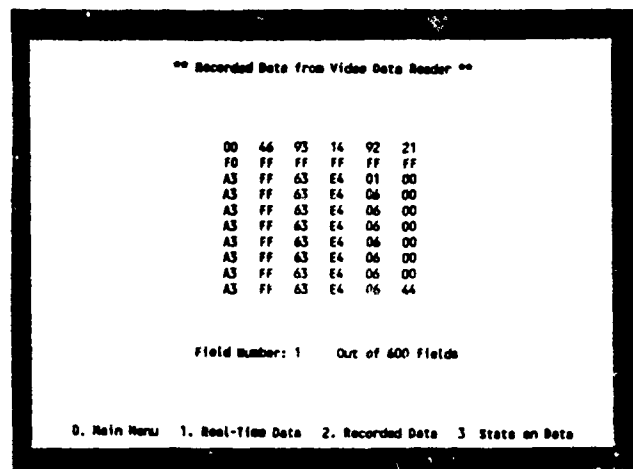 ** Recorded Data from Video Data Reader **
00 46 93 14 92 21
F0 FF FF FF FF FF
A3 FF 63 E4 01 00
A3 FF 63 E4 06 00
A3 FF 63 E4 06 00
A3 FF 63 E4 06 00
A3 FF 63 E4 06 00
A3 FF 63 E4 06 00
A3 FF 63 E4 06 00
A3 FF 63 E4 06 44
Field Number: 1 Out of 600 Fields
0. Main Menu 1. Real-Time Data 2. Recorded Data 3 Stats on Data